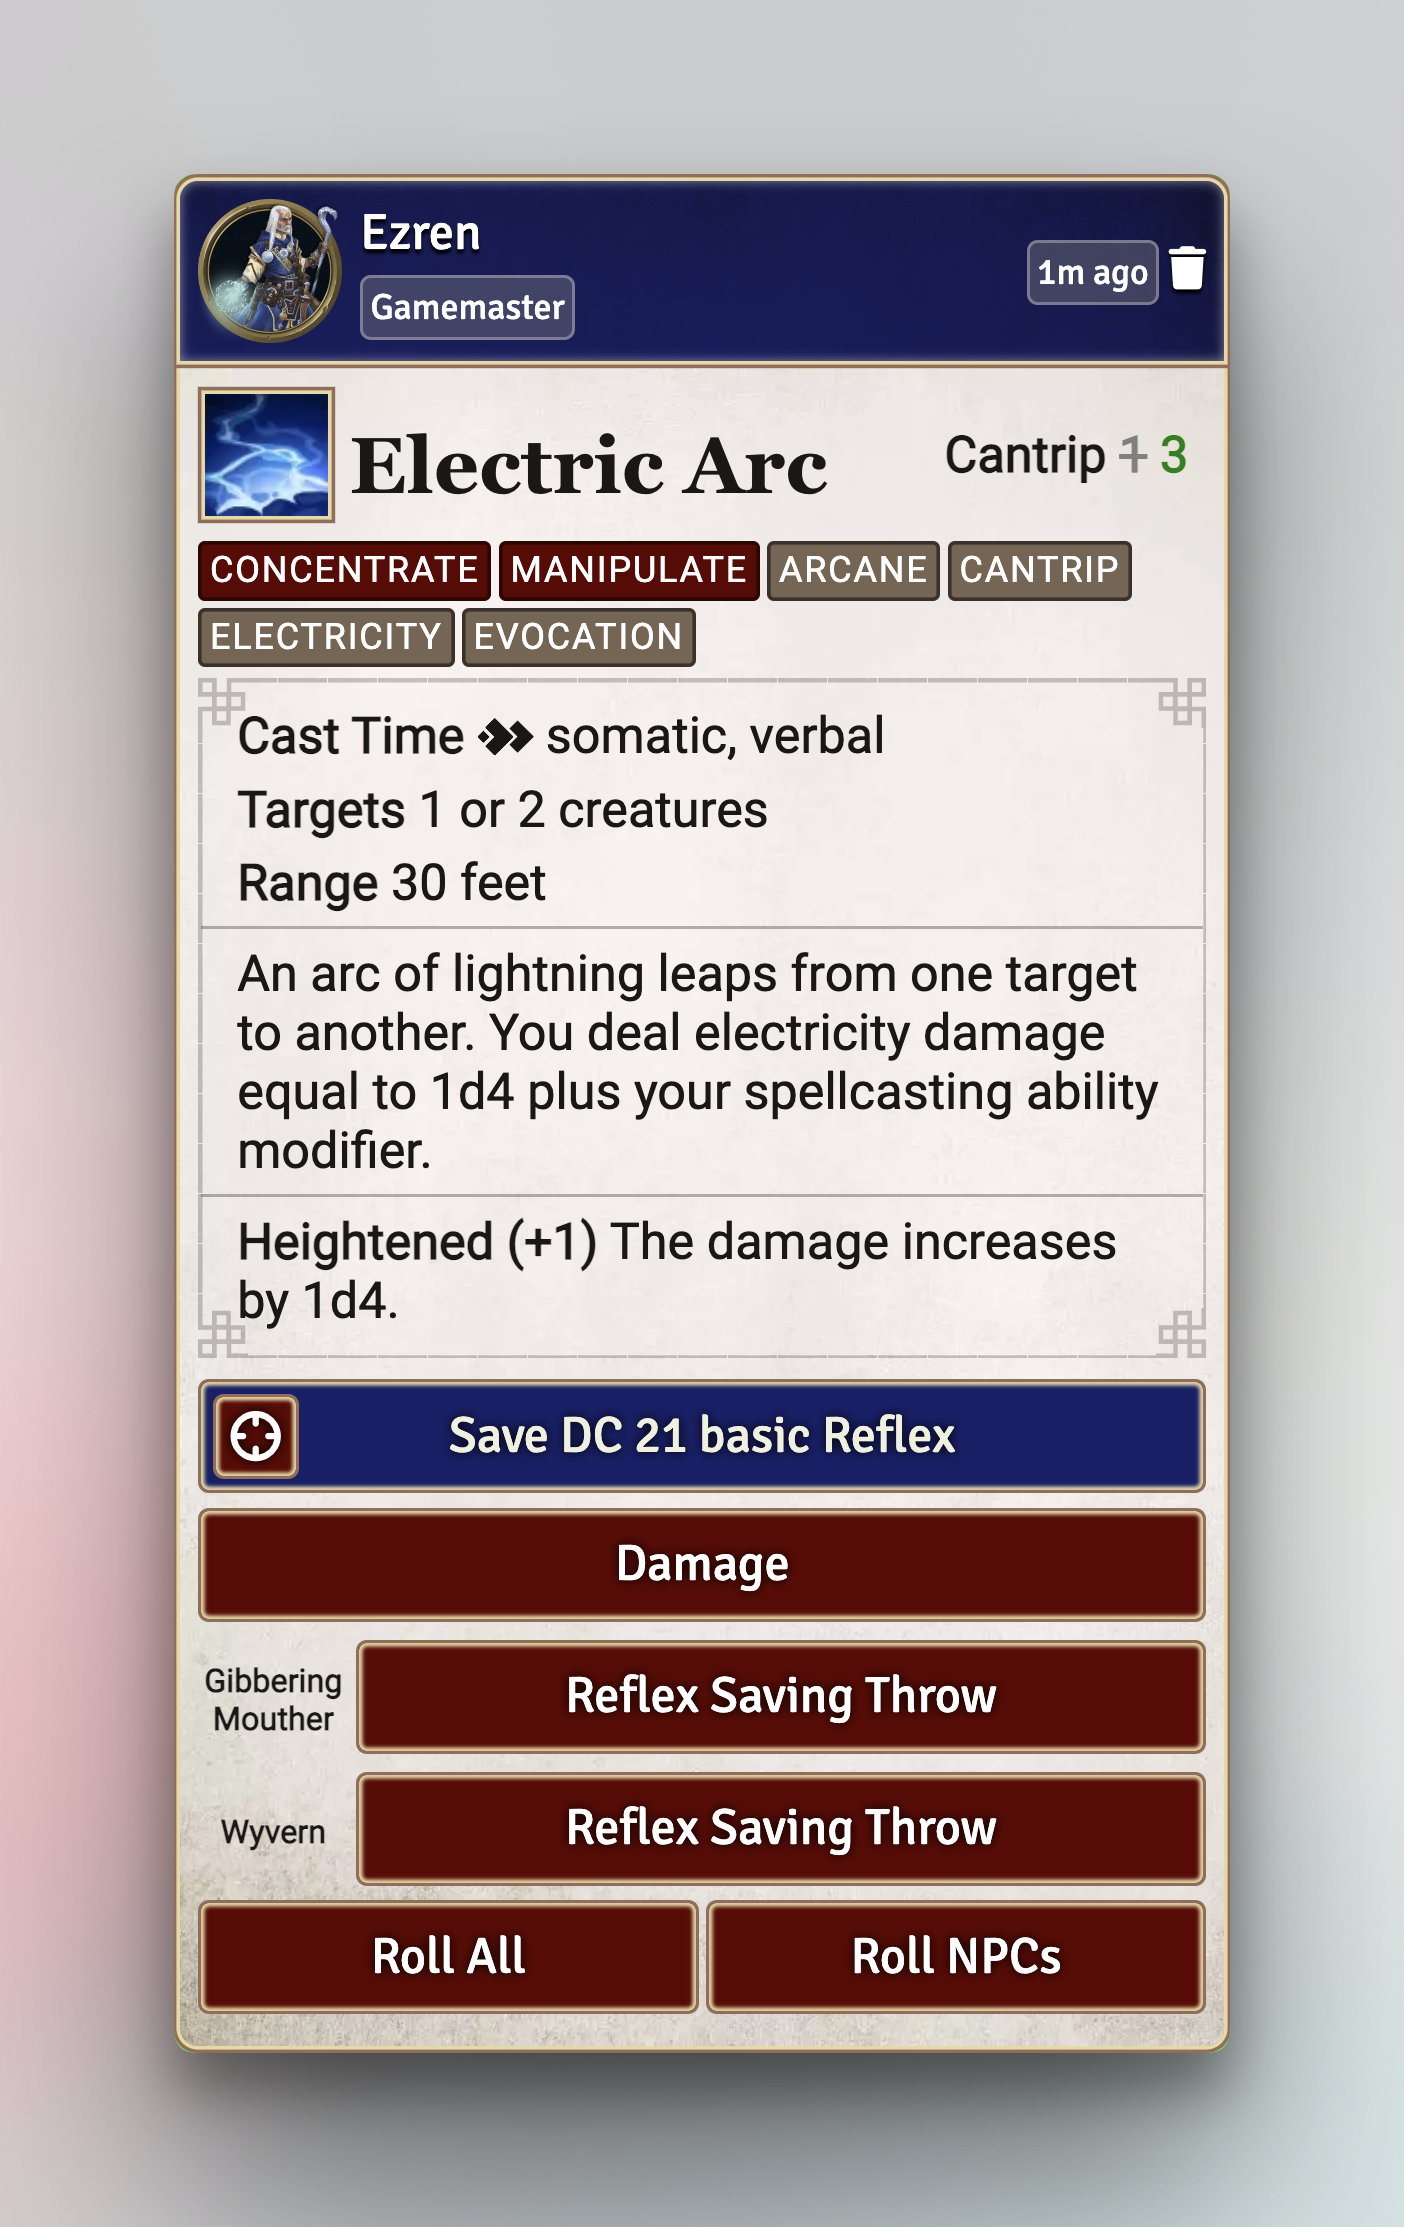 Ezren
Gamemaster
1m ago
Electric Arc
Cantrip 1 3
CONCENTRATE MANIPULATE ARCANE CANTRIP
ELECTRICITY EVOCATION
Cast Time somatic, verbal
Targets 1 or 2 creatures
Range 30 feet
An arc of lightning leaps from one target
to another. You deal electricity damage
equal to 1d4 plus your spellcasting ability
modifier.
Heightened (+1) The damage increases
by 1d4.
Save DC 21 basic Reflex
Damage
Gibbering
Mouther
Reflex Saving Throw
Wyvern
Reflex Saving Throw
Roll All
Roll NPCs